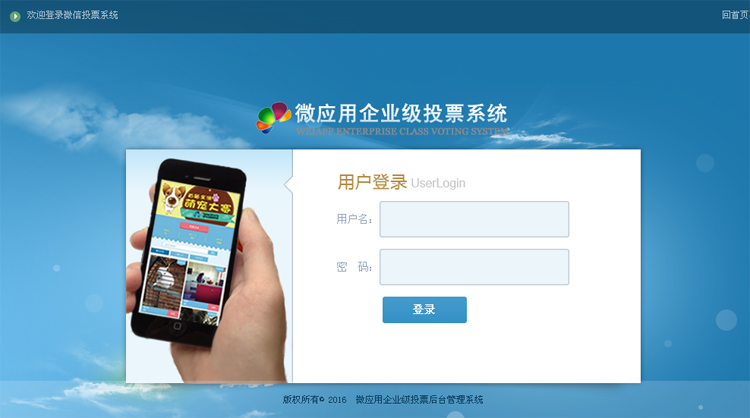 欢迎登录微信投票系统
回首页
微应用企业级投票系统
WEIAPP ENTERPRISE CLASS VOTING SYSTEM
萌宠大赛
用户登录 UserLogin
用户名：
密　码：
登录
版权所有© 2016　微应用企业级投票后台管理系统